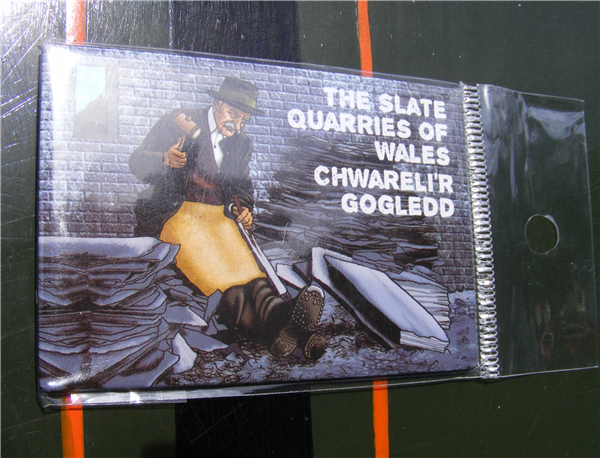 THE SLATE
QUARRIES OF
WALES
CHWARELI'R
GOGLEDD